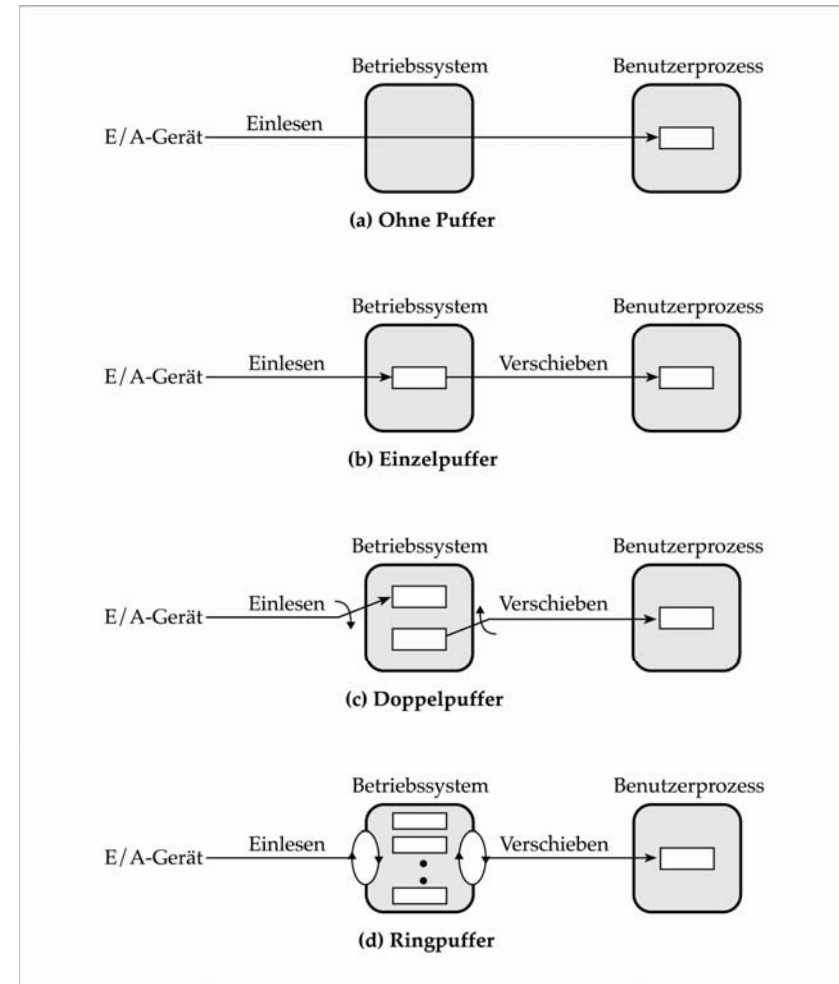 Betriebssystem Benutzerprozess
E/A-Gerät Einlesen
(a) Ohne Puffer
Betriebssystem Benutzerprozess
E/A-Gerät Einlesen Verschieben
(b) Einzelpuffer
Betriebssystem Benutzerprozess
E/A-Gerät Einlesen Verschieben
(c) Doppelpuffer
Betriebssystem Benutzerprozess
E/A-Gerät Einlesen Verschieben
(d) Ringpuffer